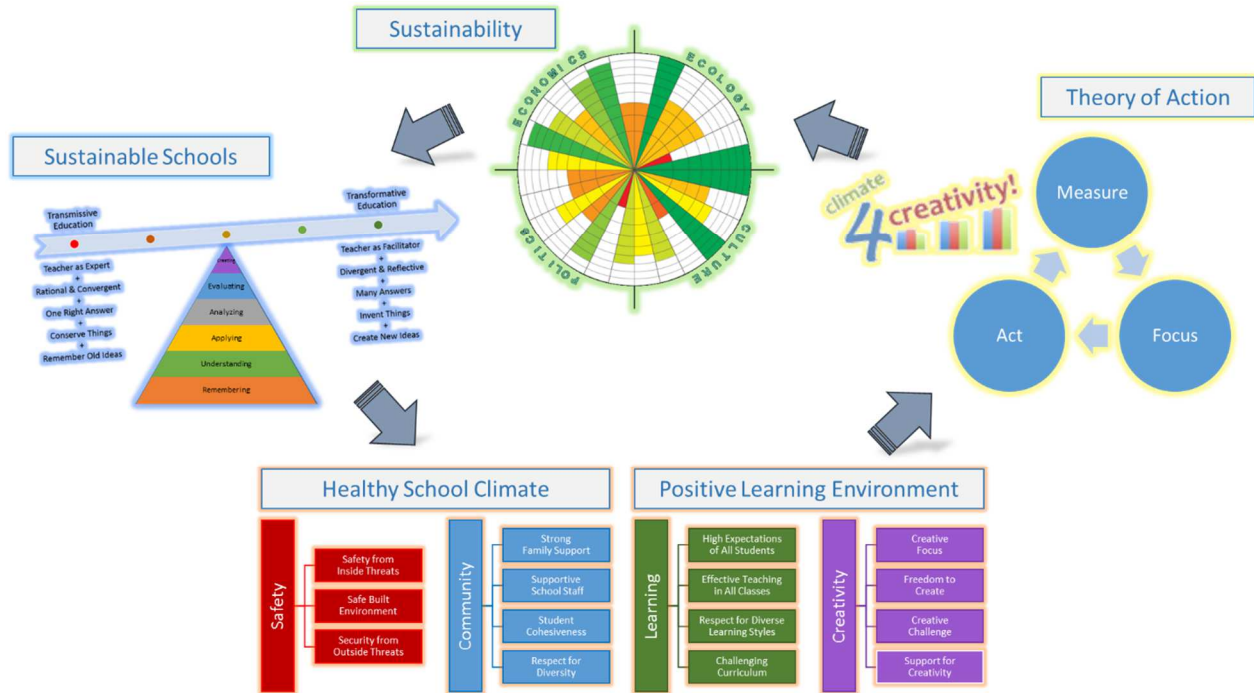 Sustainability
ECONOMICS
ECOLOGY
POLITICS
CULTURE
Theory of Action
Measure
Focus
Act
climate
4 creativity!
Sustainable Schools
Transmissive
Education
Teacher as Expert
+
Rational & Convergent
+
One Right Answer
+
Conserve Things
+
Remember Old Ideas
Transformative
Education
Teacher as Facilitator
+
Divergent & Reflective
+
Many Answers
+
Invent Things
+
Create New Ideas
Evaluating
Analyzing
Applying
Understanding
Remembering
Healthy School Climate
Safety
Safety from
Inside Threats
Safe Built
Environment
Security from
Outside Threats
Community
Strong
Family Support
Supportive
School Staff
Student
Cohesiveness
Respect for
Diversity
Positive Learning Environment
Learning
High Expectations
of All Students
Effective Teaching
in All Classes
Respect for Diverse
Learning Styles
Challenging
Curriculum
Creativity
Creative
Focus
Freedom to
Create
Creative
Challenge
Support for
Creativity